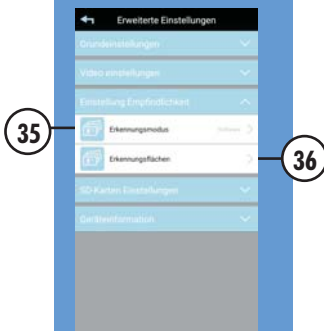 Erweiterte Einstellungen
Grundeinstellungen
Video einstellungen
Einstellung Empfindlichkeit
35
Erkennungsmodus
Erkennungsflächen
36
SD-Karten Einstellungen
Geräteinformation